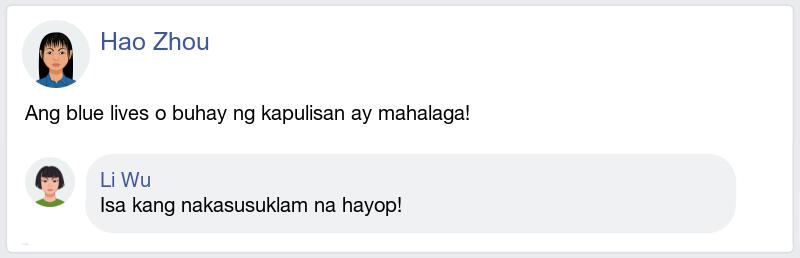 Hao Zhou
Ang blue lives o buhay ng kapulisan ay mahalaga!
Li Wu
Isa kang nakasusuklam na hayop!